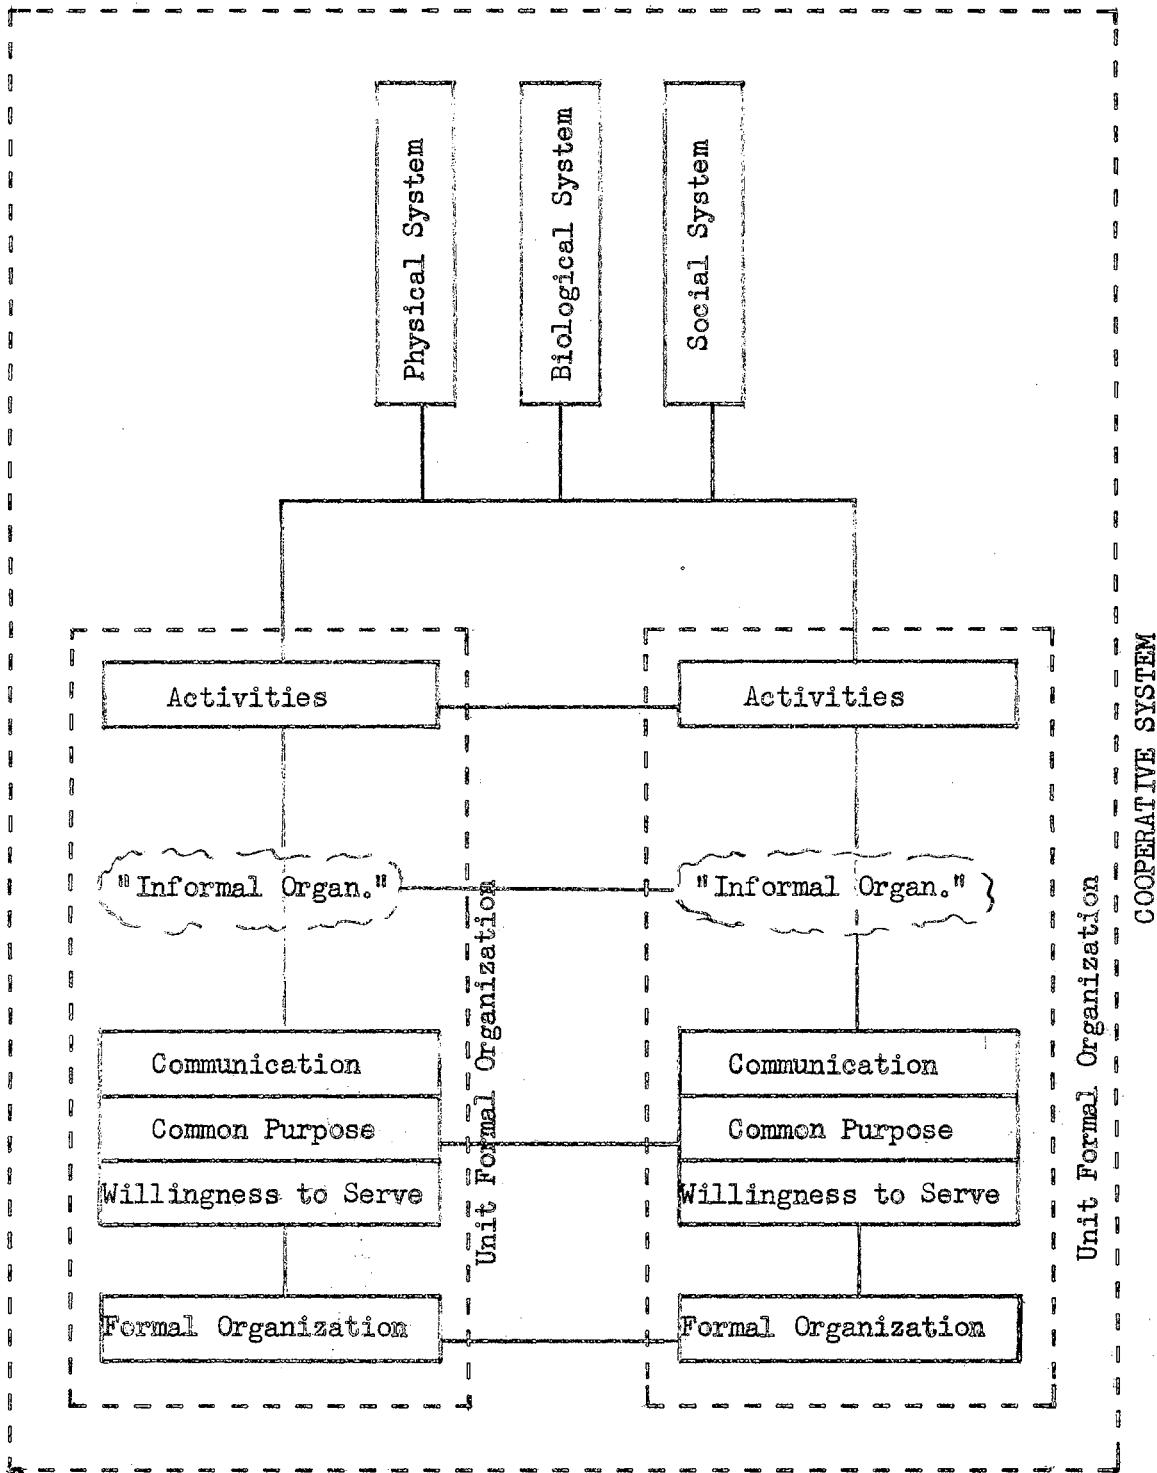 Physical System
Biological System
Social System
Activities
Activities
"Informal Organ."
"Informal Organ."
Communication
Common Purpose
Willingness to Serve
Communication
Common Purpose
Willingness to Serve
Formal Organization
Formal Organization
Unit Formal Organization
Unit Formal Organization
COOPERATIVE SYSTEM